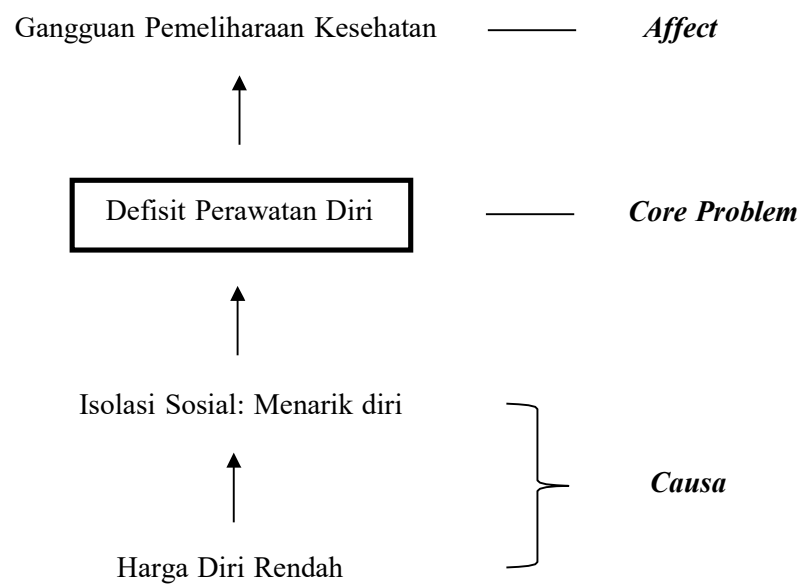 Gangguan Pemeliharaan Kesehatan Affect
Defisit Perawatan Diri Core Problem
Isolasi Sosial: Menarik diri
Causa
Harga Diri Rendah